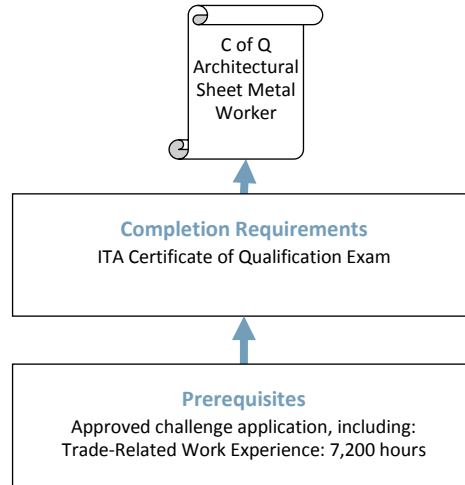 C of Q
Architectural
Sheet Metal
Worker
Completion Requirements
ITA Certificate of Qualification Exam
Prerequisites
Approved challenge application, including:
Trade-Related Work Experience: 7,200 hours